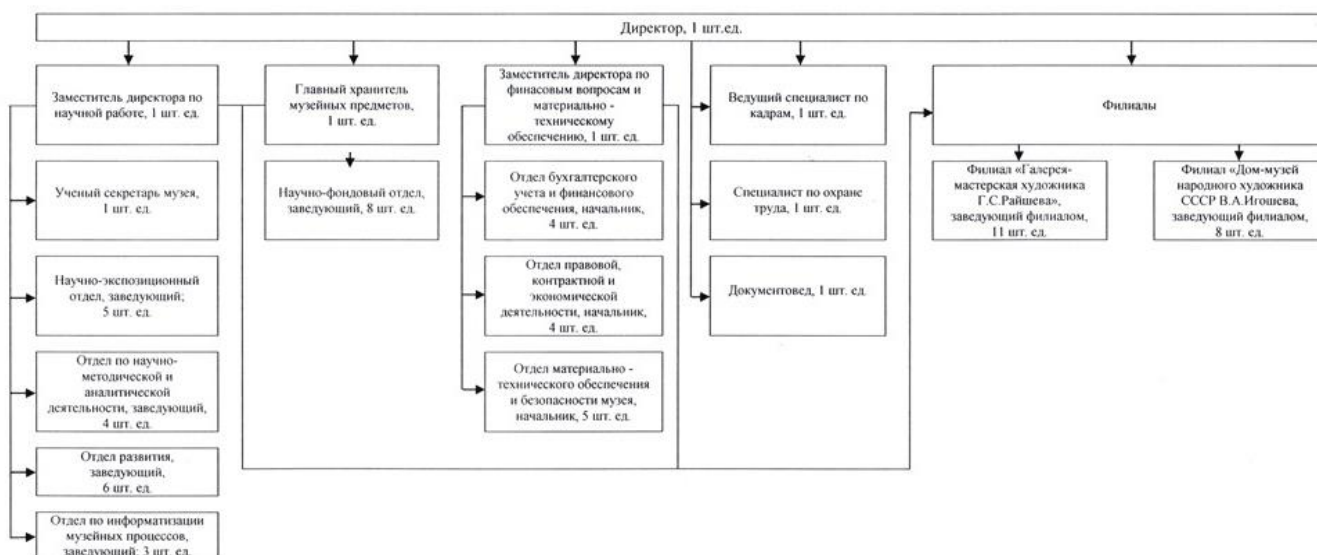 Директор, 1 шт.ед.
Заместитель директора по
научной работе, 1 шт. ед.
Ученый секретарь музея,
1 шт. ед.
Научно-экспозиционный
отдел, заведующий;
5 шт. ед.
Отдел по научно-
методической и
аналитической
деятельности, заведующий,
4 шт. ед.
Отдел развития,
заведующий,
6 шт. ед.
Отдел по информатизации
музейных процессов,
заведующий; 3 шт. ед.
Главный хранитель
музейных предметов,
1 шт. ед.
Научно-фондовый отдел,
заведующий, 8 шт. ед.
Заместитель директора по
финасовым вопросам и
материально -
техническому
обеспечению, 1 шт. ед.
Отдел бухгалтерского
учета и финансового
обеспечения, начальник,
4 шт. ед.
Отдел правовой,
контрактной и
экономической
деятельности, начальник,
4 шт. ед.
Отдел материально -
технического обеспечения
и безопасности музея,
начальник, 5 шт. ед.
Ведущий специалист по
кадрам, 1 шт. ед.
Специалист по охране
труда, 1 шт. ед.
Документовед, 1 шт. ед.
Филиалы
Филиал «Галерея-
мастерская художника
Г.С.Райшева»,
заведующий филиалом,
11 шт. ед.
Филиал «Дом-музей
народного художника
СССР В.А.Игошева»,
заведующий филиалом,
8 шт. ед.